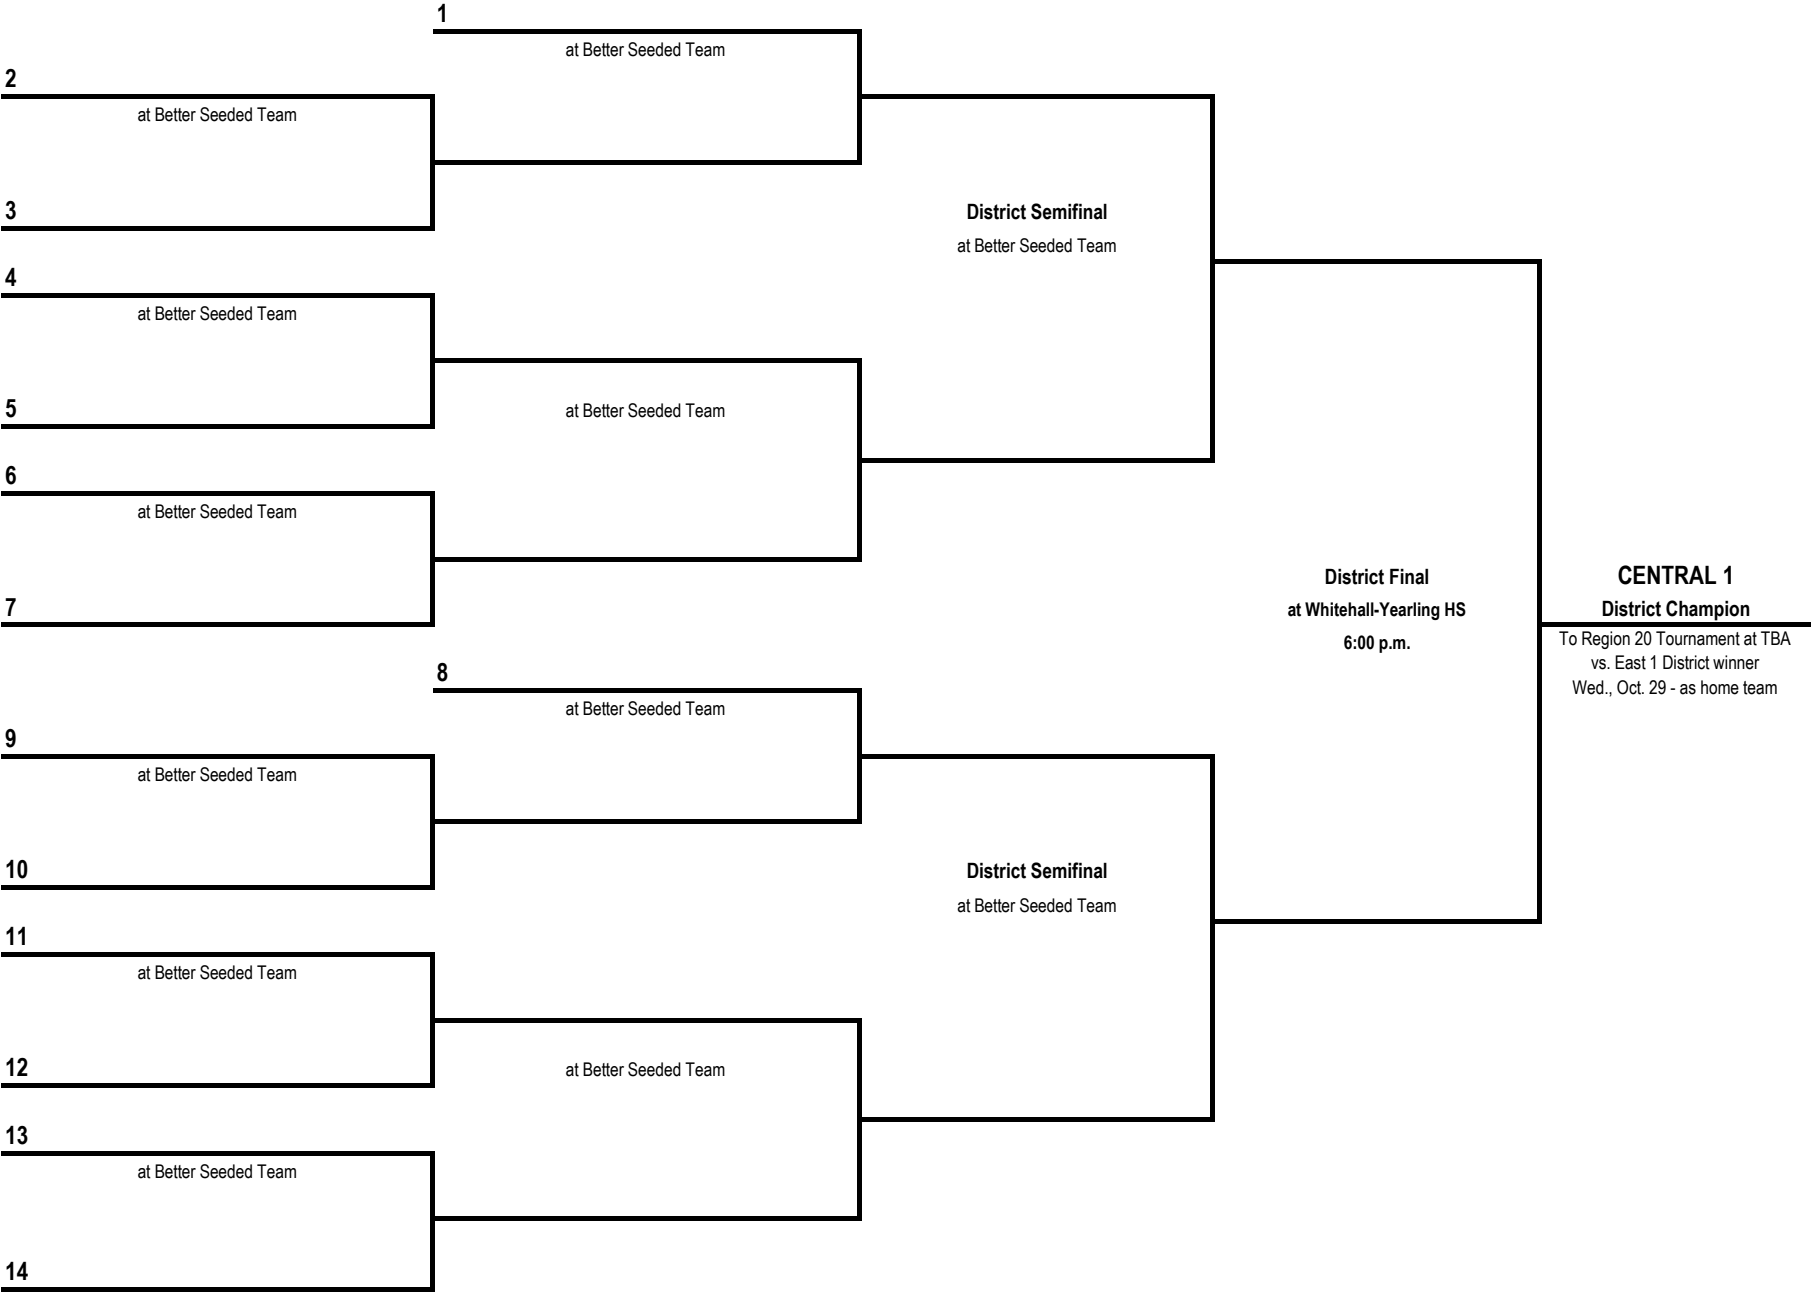 1
at Better Seeded Team
2
at Better Seeded Team
3
District Semifinal
at Better Seeded Team
4
at Better Seeded Team
5
at Better Seeded Team
6
at Better Seeded Team
7
District Final
at Whitehall-Yearling HS
6:00 p.m.
CENTRAL 1
District Champion
To Region 20 Tournament at TBA
vs. East 1 District winner
Wed., Oct. 29 - as home team
8
at Better Seeded Team
9
at Better Seeded Team
10
District Semifinal
at Better Seeded Team
11
at Better Seeded Team
12
at Better Seeded Team
13
at Better Seeded Team
14